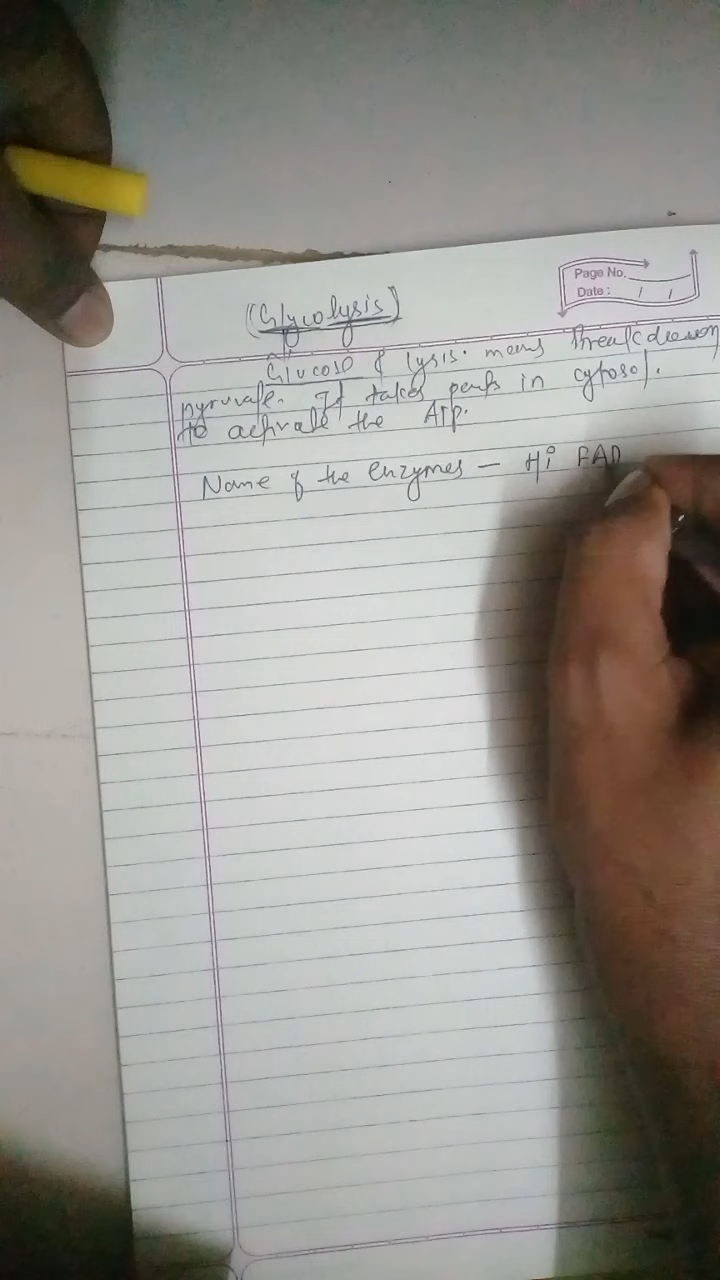 Page No.
Date : / /
(Glycolysis)
Glucose & lysis. means Breakdown
pyruvate. It takes in cytosol.
to activate the ATP.
Name of the enzymes – Hi FAD